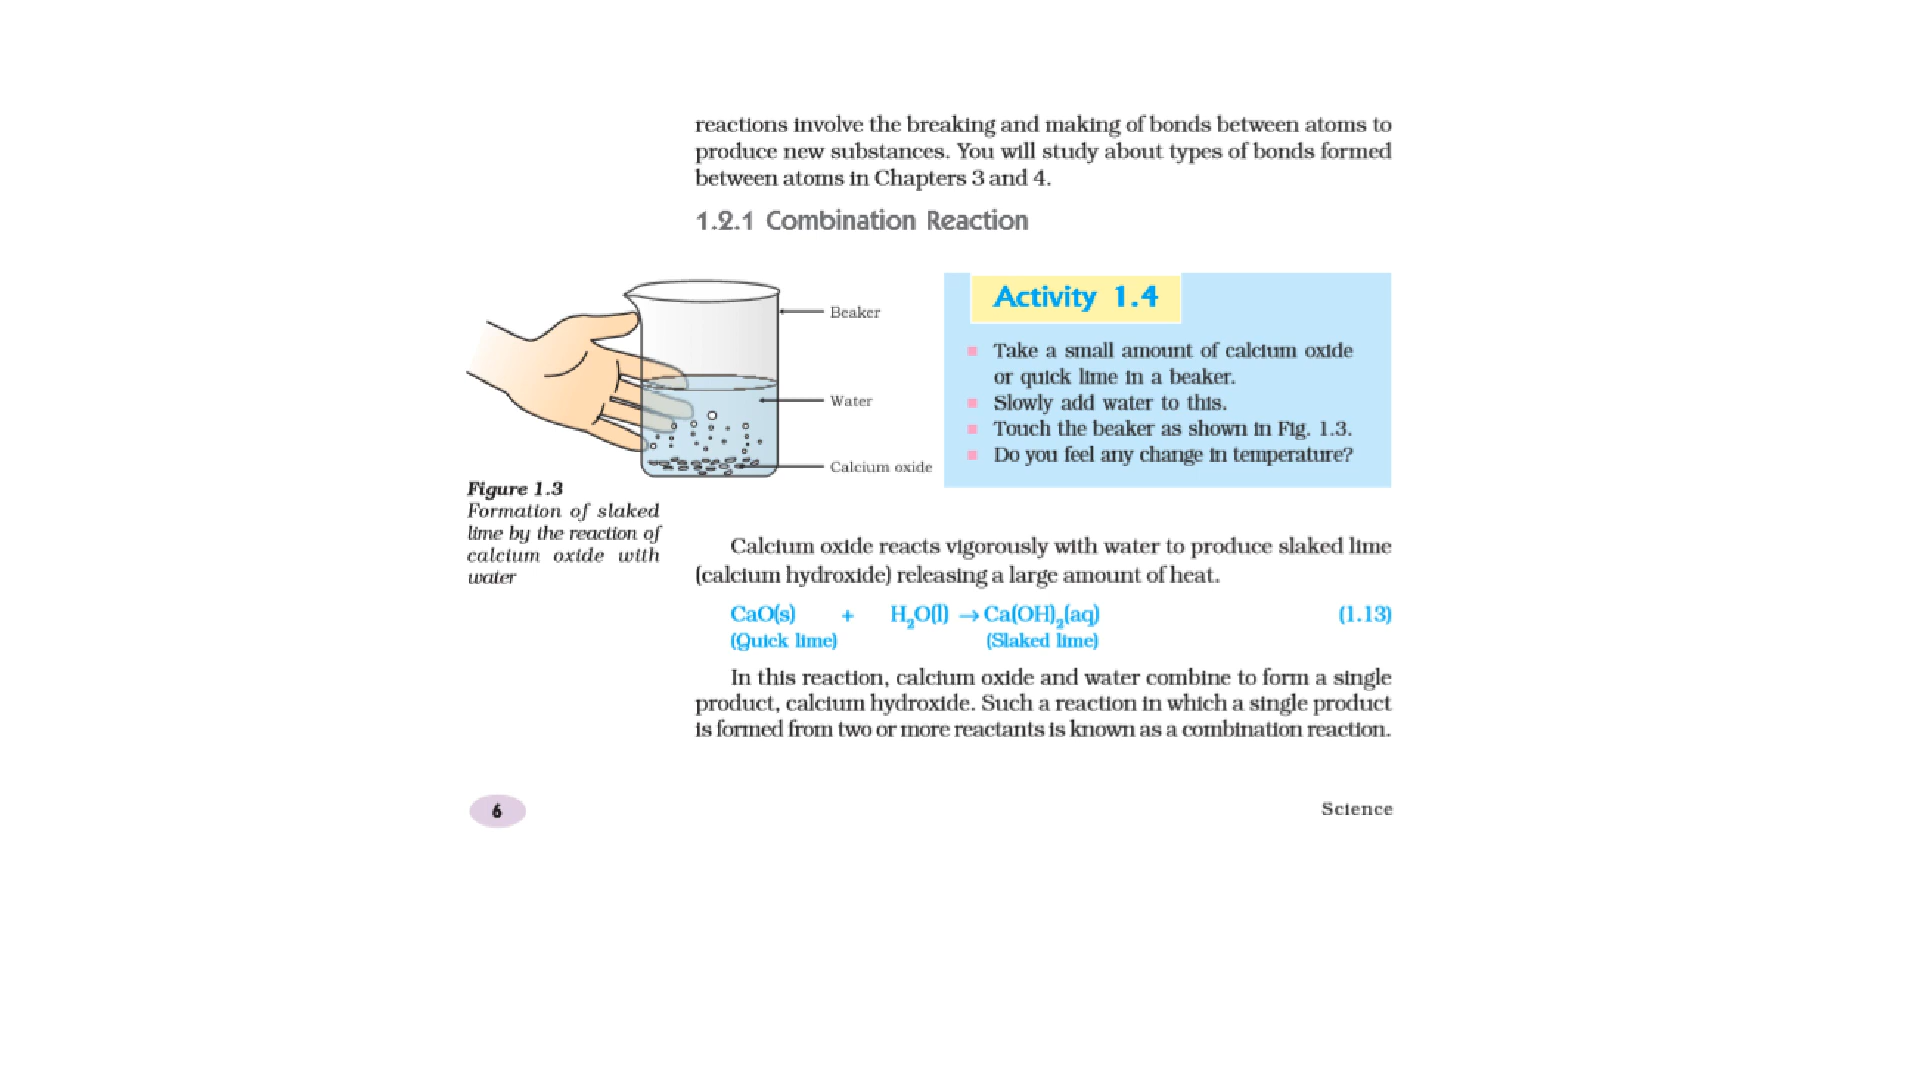 reactions involve the breaking and making of bonds between atoms to
produce new substances. You will study about types of bonds formed
between atoms in Chapters 3 and 4.
1.2.1 Combination Reaction
Beaker
Water
Calcium oxide
Figure 1.3
Formation of slaked
lime by the reaction of
calcium oxide with
water
Activity 1.4
Take a small amount of calcium oxide
or quick lime in a beaker.
Slowly add water to this.
Touch the beaker as shown in Fig. 1.3.
Do you feel any change in temperature?
Calcium oxide reacts vigorously with water to produce slaked lime
(calcium hydroxide) releasing a large amount of heat.
CaO(s) + H₂O(l) → Ca(OH)₂(aq) (1.13)
(Quick lime) (Slaked lime)
In this reaction, calcium oxide and water combine to form a single
product, calcium hydroxide. Such a reaction in which a single product
is formed from two or more reactants is known as a combination reaction.
6
Science